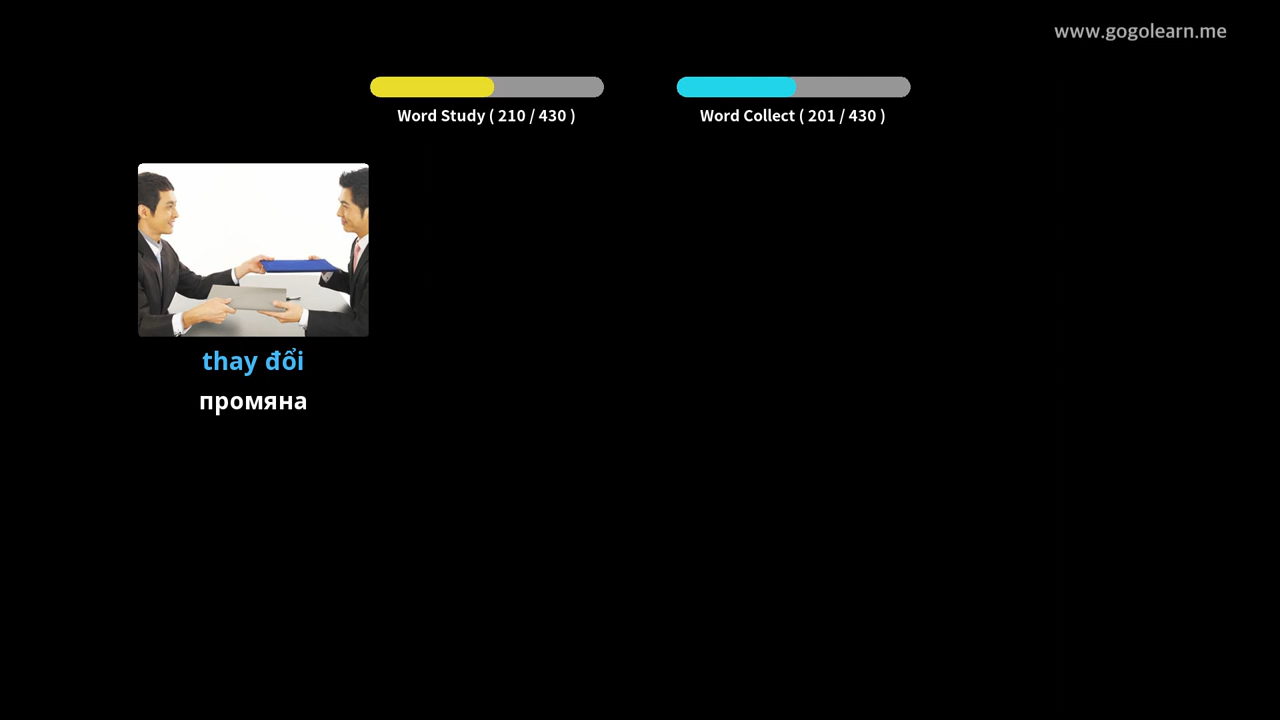 www.gogolearn.me
Word Study ( 210 / 430 )
Word Collect ( 201 / 430 )
thay đổi
промяна